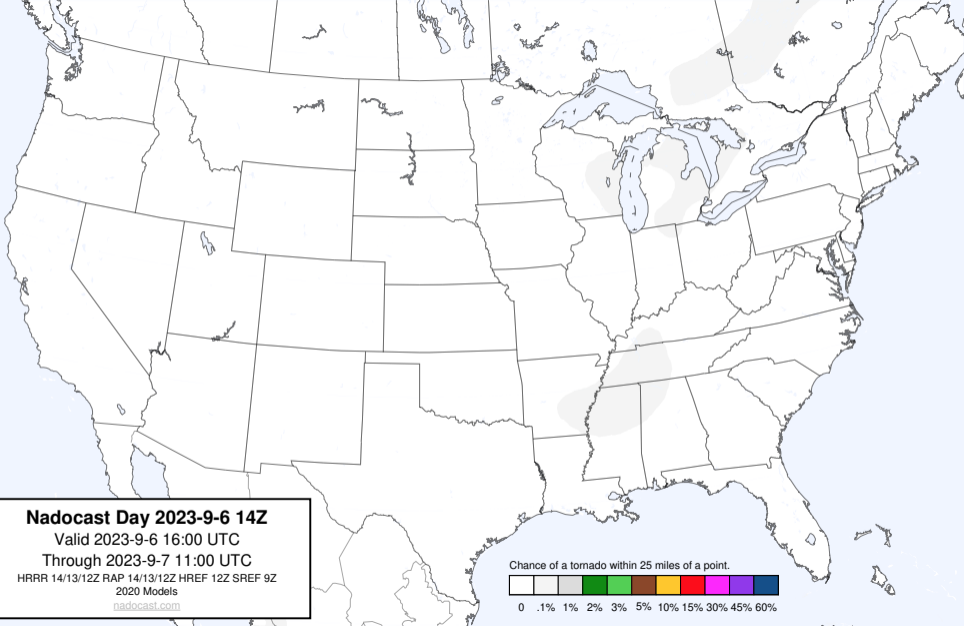 Nadocast Day 2023-9-6 14Z
Valid 2023-9-6 16:00 UTC
Through 2023-9-7 11:00 UTC
HRRR 14/13/12Z RAP 14/13/12Z HREF 12Z SREF 9Z
2020 Models
nadocast.com
Chance of a tornado within 25 miles of a point.
0 .1% 1% 2% 3% 5% 10% 15% 30% 45% 60%